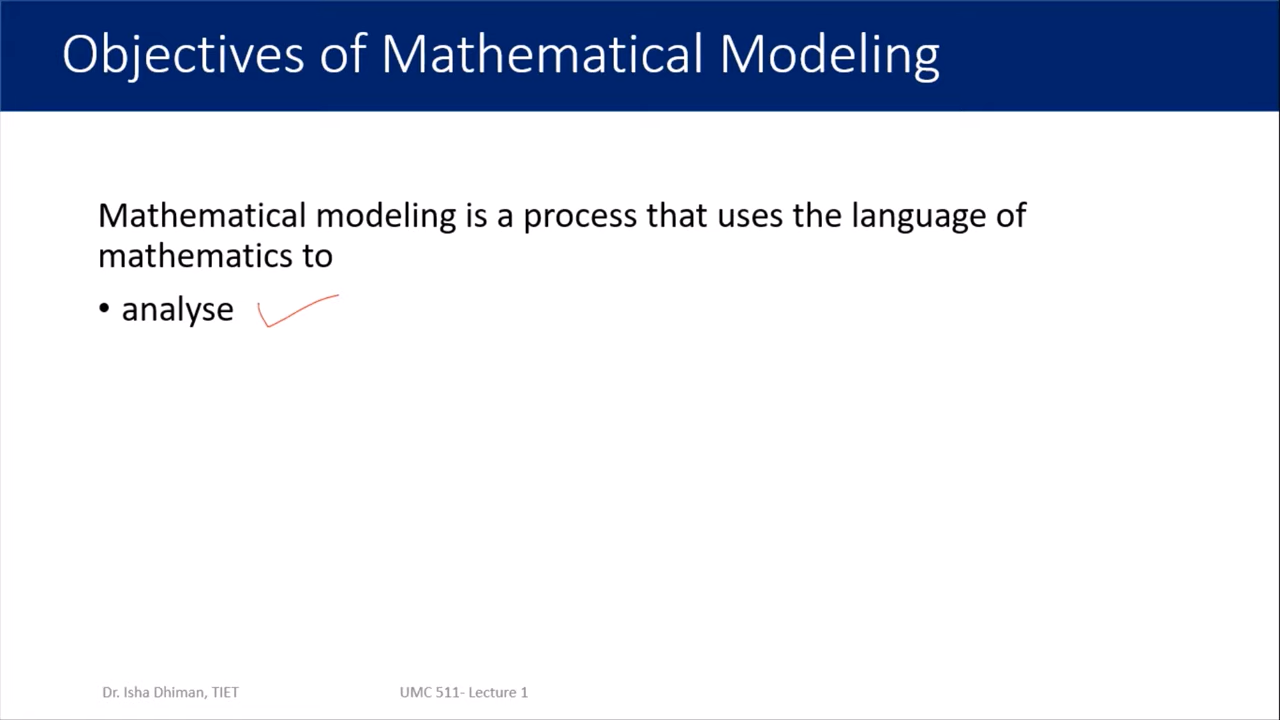 Objectives of Mathematical Modeling
Mathematical modeling is a process that uses the language of
mathematics to
• analyse
Dr. Isha Dhiman, TIET
UMC 511- Lecture 1